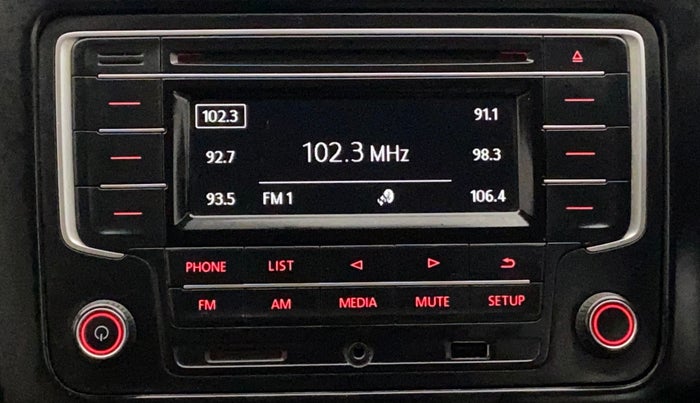 102.3 91.1
92.7 102.3 MHz 98.3
93.5 FM 1 106.4
PHONE LIST
FM AM MEDIA MUTE SETUP